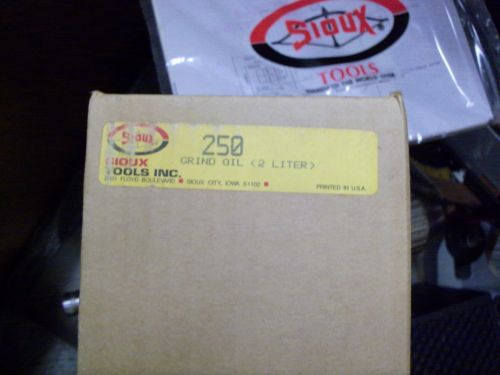 SIOUX
TOOLS
SIOUX
250
GRIND OIL <2 LITER>
SIOUX
TOOLS INC.
FLOYD BOULEVARD ■ SIOUX CITY, IOWA 51102 ■
PRINTED IN U.S.A.